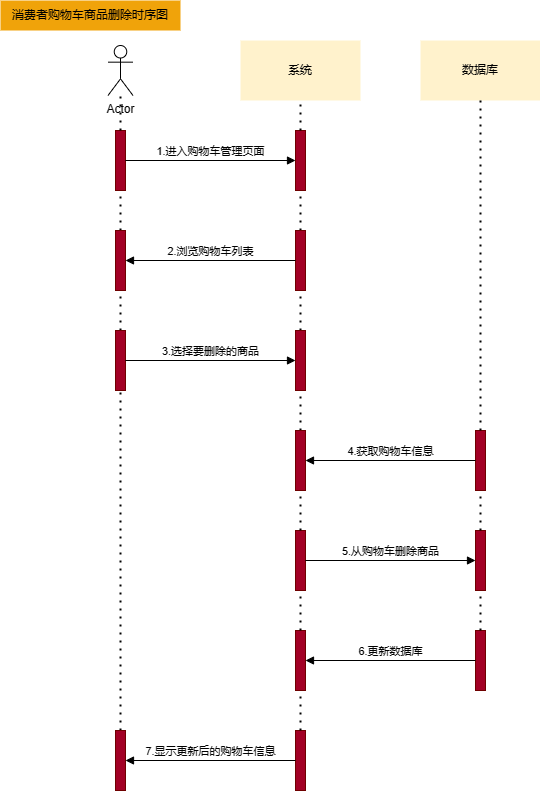 消费者购物车商品删除时序图
系统
数据库
Actor
1.进入购物车管理页面
2.浏览购物车列表
3.选择要删除的商品
4.获取购物车信息
5.从购物车删除商品
6.更新数据库
7.显示更新后的购物车信息